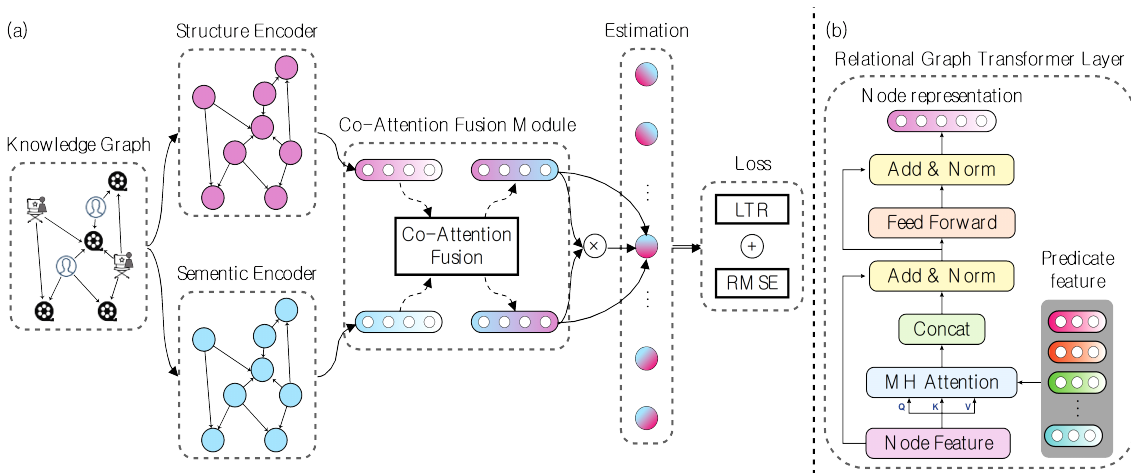 (a)
Structure Encoder
Estimation
(b)
Relational Graph Transformer Layer
Node representation
Knowledge Graph
Co-Attention Fusion Module
Add & Norm
Loss
LTR
Feed Forward
Co-Attention
Fusion
×
+
Sementic Encoder
RMSE
Add & Norm
Predicate
feature
Concat
MH Attention
Q K V
Node Feature